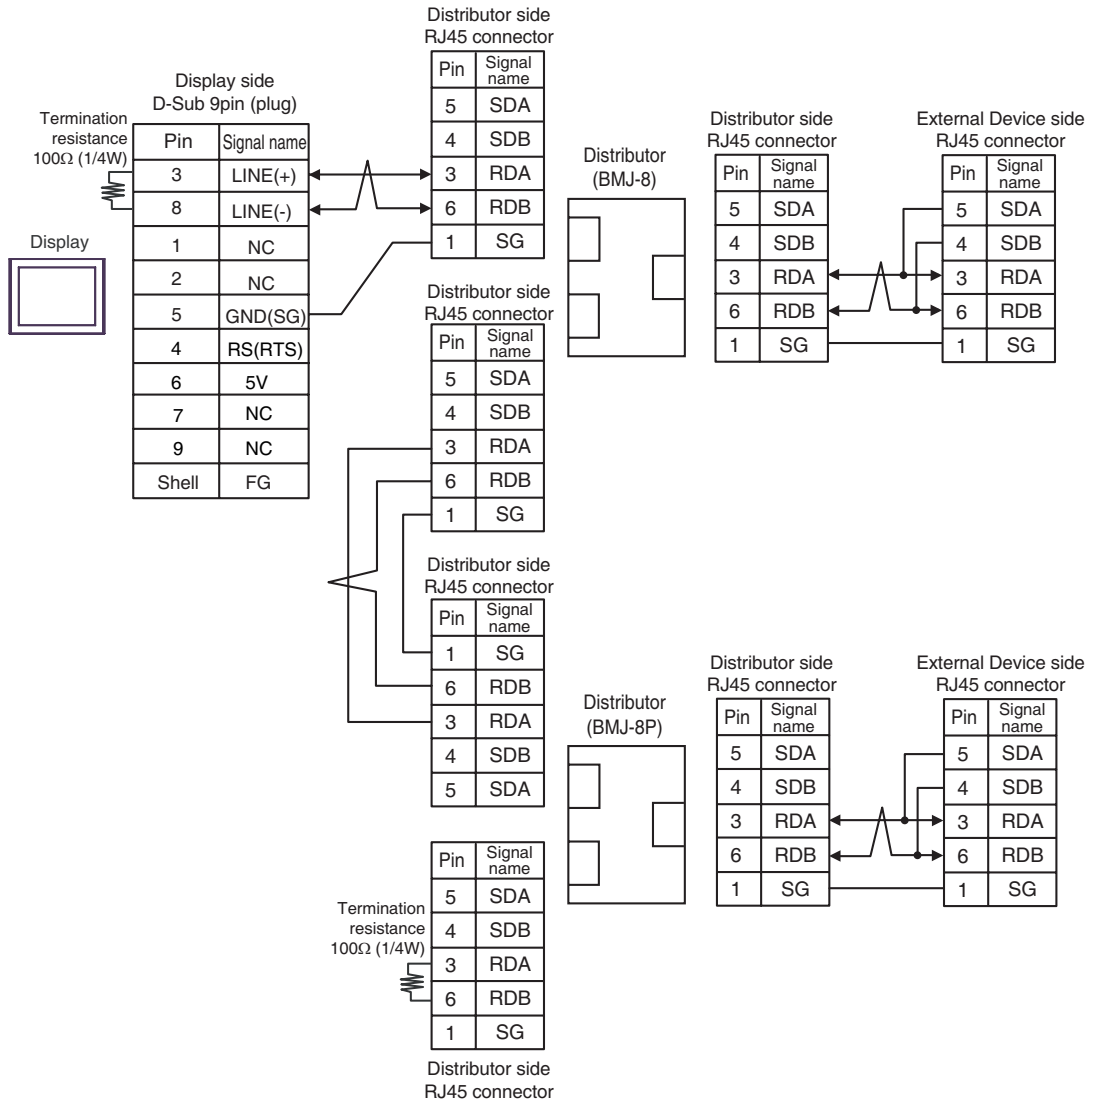 Distributor side
RJ45 connector
Pin Signal name
5 SDA
4 SDB
3 RDA
6 RDB
1 SG
Display side
D-Sub 9pin (plug)
Termination
resistance
100Ω (1/4W)
Pin Signal name
3 LINE(+)
8 LINE(-)
1 NC
2 NC
5 GND(SG)
4 RS(RTS)
6 5V
7 NC
9 NC
Shell FG
Display
Distributor
(BMJ-8)
Distributor side
RJ45 connector
Pin Signal name
5 SDA
4 SDB
3 RDA
6 RDB
1 SG
External Device side
RJ45 connector
Pin Signal name
5 SDA
4 SDB
3 RDA
6 RDB
1 SG
Distributor side
RJ45 connector
Pin Signal name
5 SDA
4 SDB
3 RDA
6 RDB
1 SG
Distributor side
RJ45 connector
Pin Signal name
1 SG
6 RDB
3 RDA
4 SDB
5 SDA
Distributor
(BMJ-8P)
Distributor side
RJ45 connector
Pin Signal name
5 SDA
4 SDB
3 RDA
6 RDB
1 SG
External Device side
RJ45 connector
Pin Signal name
5 SDA
4 SDB
3 RDA
6 RDB
1 SG
Termination
resistance
100Ω (1/4W)
Pin Signal name
5 SDA
4 SDB
3 RDA
6 RDB
1 SG
Distributor side
RJ45 connector